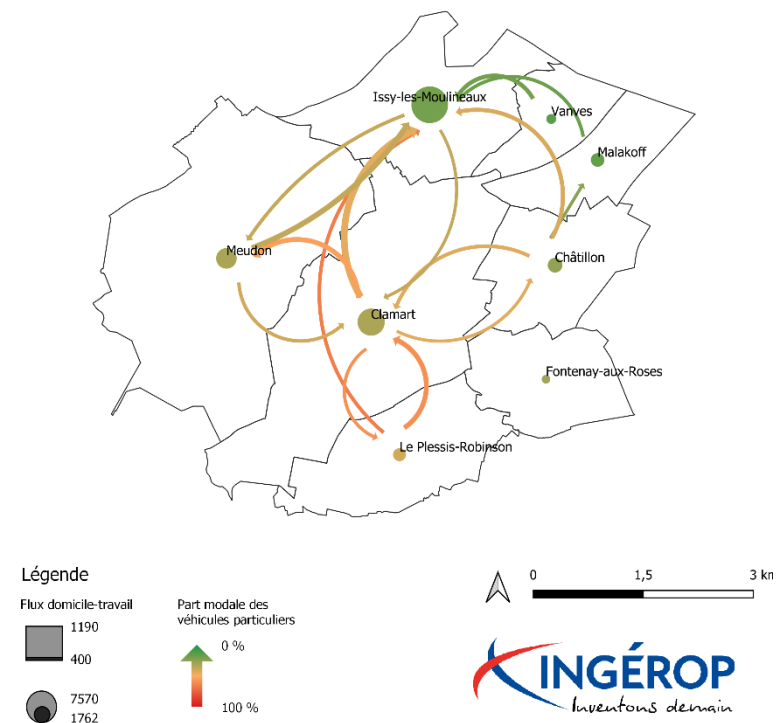 Issy-les-Moulineaux
Vanves
Malakoff
Meudon
Châtillon
Clamart
Fontenay-aux-Roses
Le Plessis-Robinson
Légende
Flux domicile-travail
1190
400
7570
1762
Part modale des
véhicules particuliers
0 %
100 %
0 1,5 3 km
INGÉROP
Inventons demain